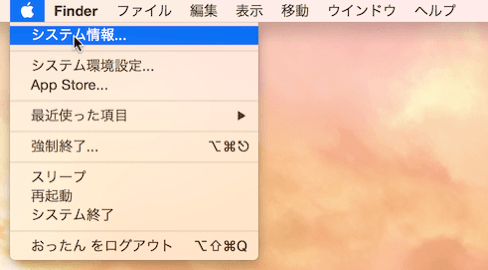 Finder ファイル 編集 表示 移動 ウインドウ ヘルプ
システム情報...
システム環境設定...
App Store...
最近使った項目 ▶
強制終了... ⌥⌘⎋
スリープ
再起動
システム終了
おったん をログアウト ⌥⇧⌘Q